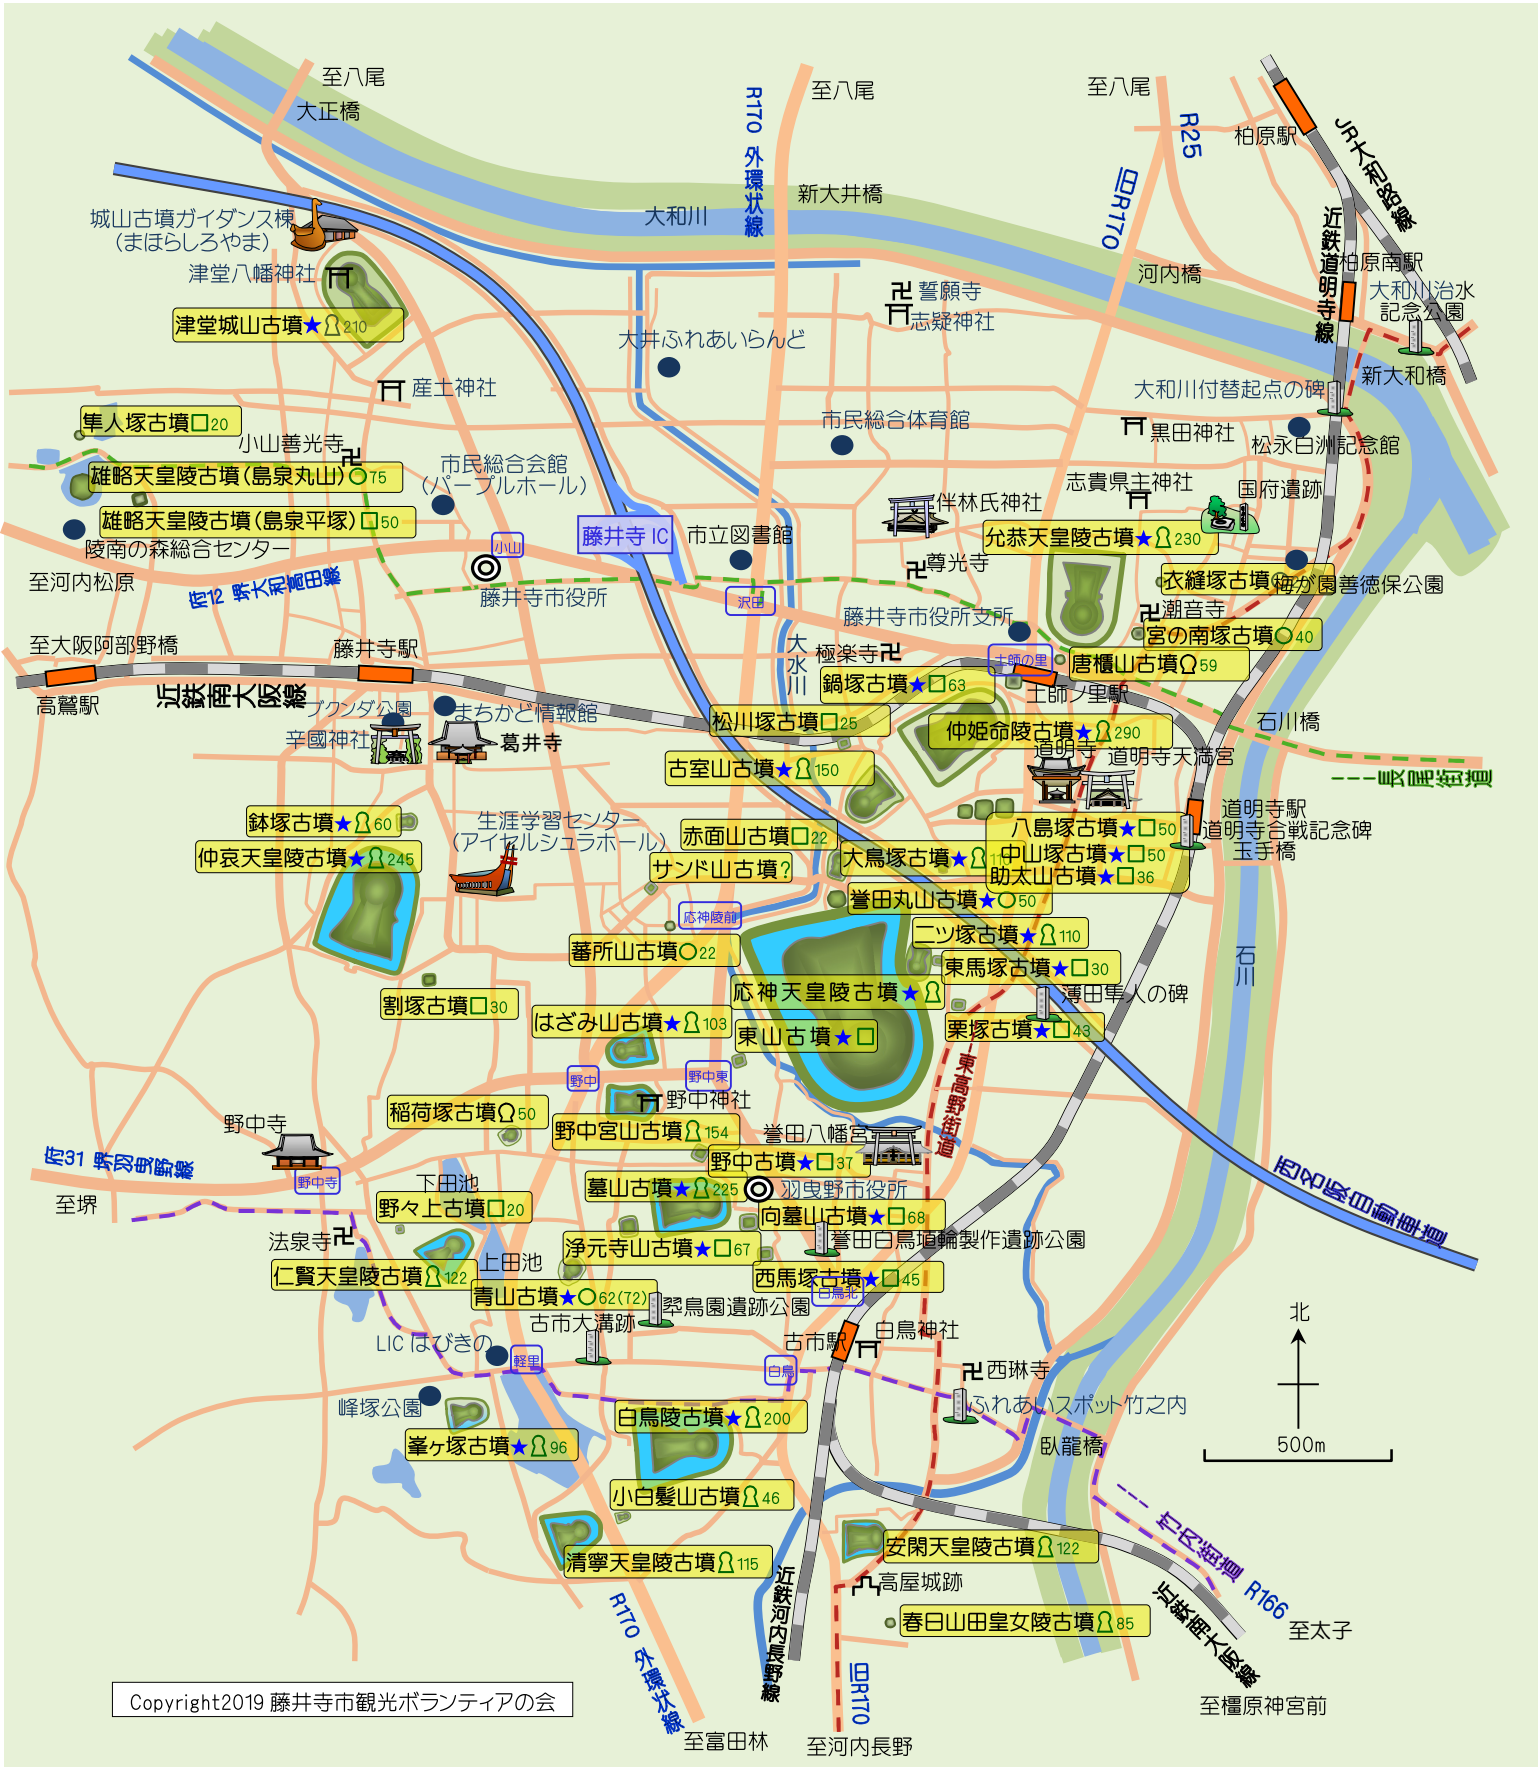 至八尾
大正橋
R170 外環状線
至八尾
至八尾
R25
柏原駅
JR大和路線
旧R170
新大井橋
大和川
城山古墳ガイダンス棟
(まほらしろやま)
津堂八幡神社
近鉄道明寺線
柏原南駅
河内橋
大和川治水
記念公園
誓願寺
志疑神社
津堂城山古墳★210
大井ふれあいらんど
新大和橋
産土神社
大和川付替起点の碑
隼人塚古墳□20
市民総合体育館
黒田神社
松永白洲記念館
小山善光寺
雄略天皇陵古墳(島泉丸山)○75
市民総合会館
(パープルホール)
志貴県主神社
国府遺跡
雄略天皇陵古墳(島泉平塚)□50
伴林氏神社
允恭天皇陵古墳★230
藤井寺IC
市立図書館
陵南の森総合センター
小山
尊光寺
至河内松原
府12 堺大和高田線
藤井寺市役所
沢田
衣縫塚古墳
梅が園善徳保公園
潮音寺
藤井寺市役所支所
宮の南塚古墳○40
至大阪阿部野橋
藤井寺駅
大水川
極楽寺
土師の里
唐櫃山古墳59
鍋塚古墳★□63
土師ノ里駅
高鷲駅
近鉄南大阪線
プクンダ公園
まちかど情報館
松川塚古墳□25
仲姫命陵古墳★290
石川橋
辛國神社
葛井寺
道明寺
道明寺天満宮
古室山古墳★150
---長尾街道
鉢塚古墳★60
生涯学習センター
(アイセルシュラホール)
赤面山古墳□22
道明寺駅
八島塚古墳★□50
道明寺合戦記念碑
玉手橋
仲哀天皇陵古墳★245
サンド山古墳?
大鳥塚古墳★110
中山塚古墳★□50
助太山古墳★□36
誉田丸山古墳★○50
応神陵前
二ツ塚古墳★110
蕃所山古墳○22
東馬塚古墳★□30
石川
割塚古墳□30
応神天皇陵古墳★
薄田隼人の碑
はざみ山古墳★103
東山古墳★□
栗塚古墳★□43
野中
野中東
東高野街道
稲荷塚古墳50
野中神社
野中寺
野中宮山古墳154
誉田八幡宮
府31 堺羽曳野線
野中古墳★□37
西名阪自動車道
野中寺
下田池
墓山古墳★225
羽曳野市役所
至堺
野々上古墳□20
向墓山古墳★□68
法泉寺
浄元寺山古墳★□67
誉田白鳥埴輪製作遺跡公園
仁賢天皇陵古墳122
上田池
西馬塚古墳★□45
青山古墳★○62(72)
翠鳥園遺跡公園
白鳥北
古市大溝跡
北
LIC はびきの
軽里
古市駅
白鳥神社
白鳥
西琳寺
峰塚公園
ふれあいスポット竹之内
白鳥陵古墳★200
峯ヶ塚古墳★96
臥龍橋
500m
小白髪山古墳46
竹内街道
清寧天皇陵古墳115
安閑天皇陵古墳122
高屋城跡
R166
R170 外環状線
近鉄河内長野線
春日山田皇女陵古墳85
近鉄南大阪線
至太子
旧R170
Copyright2019 藤井寺市観光ボランティアの会
至橿原神宮前
至富田林
至河内長野